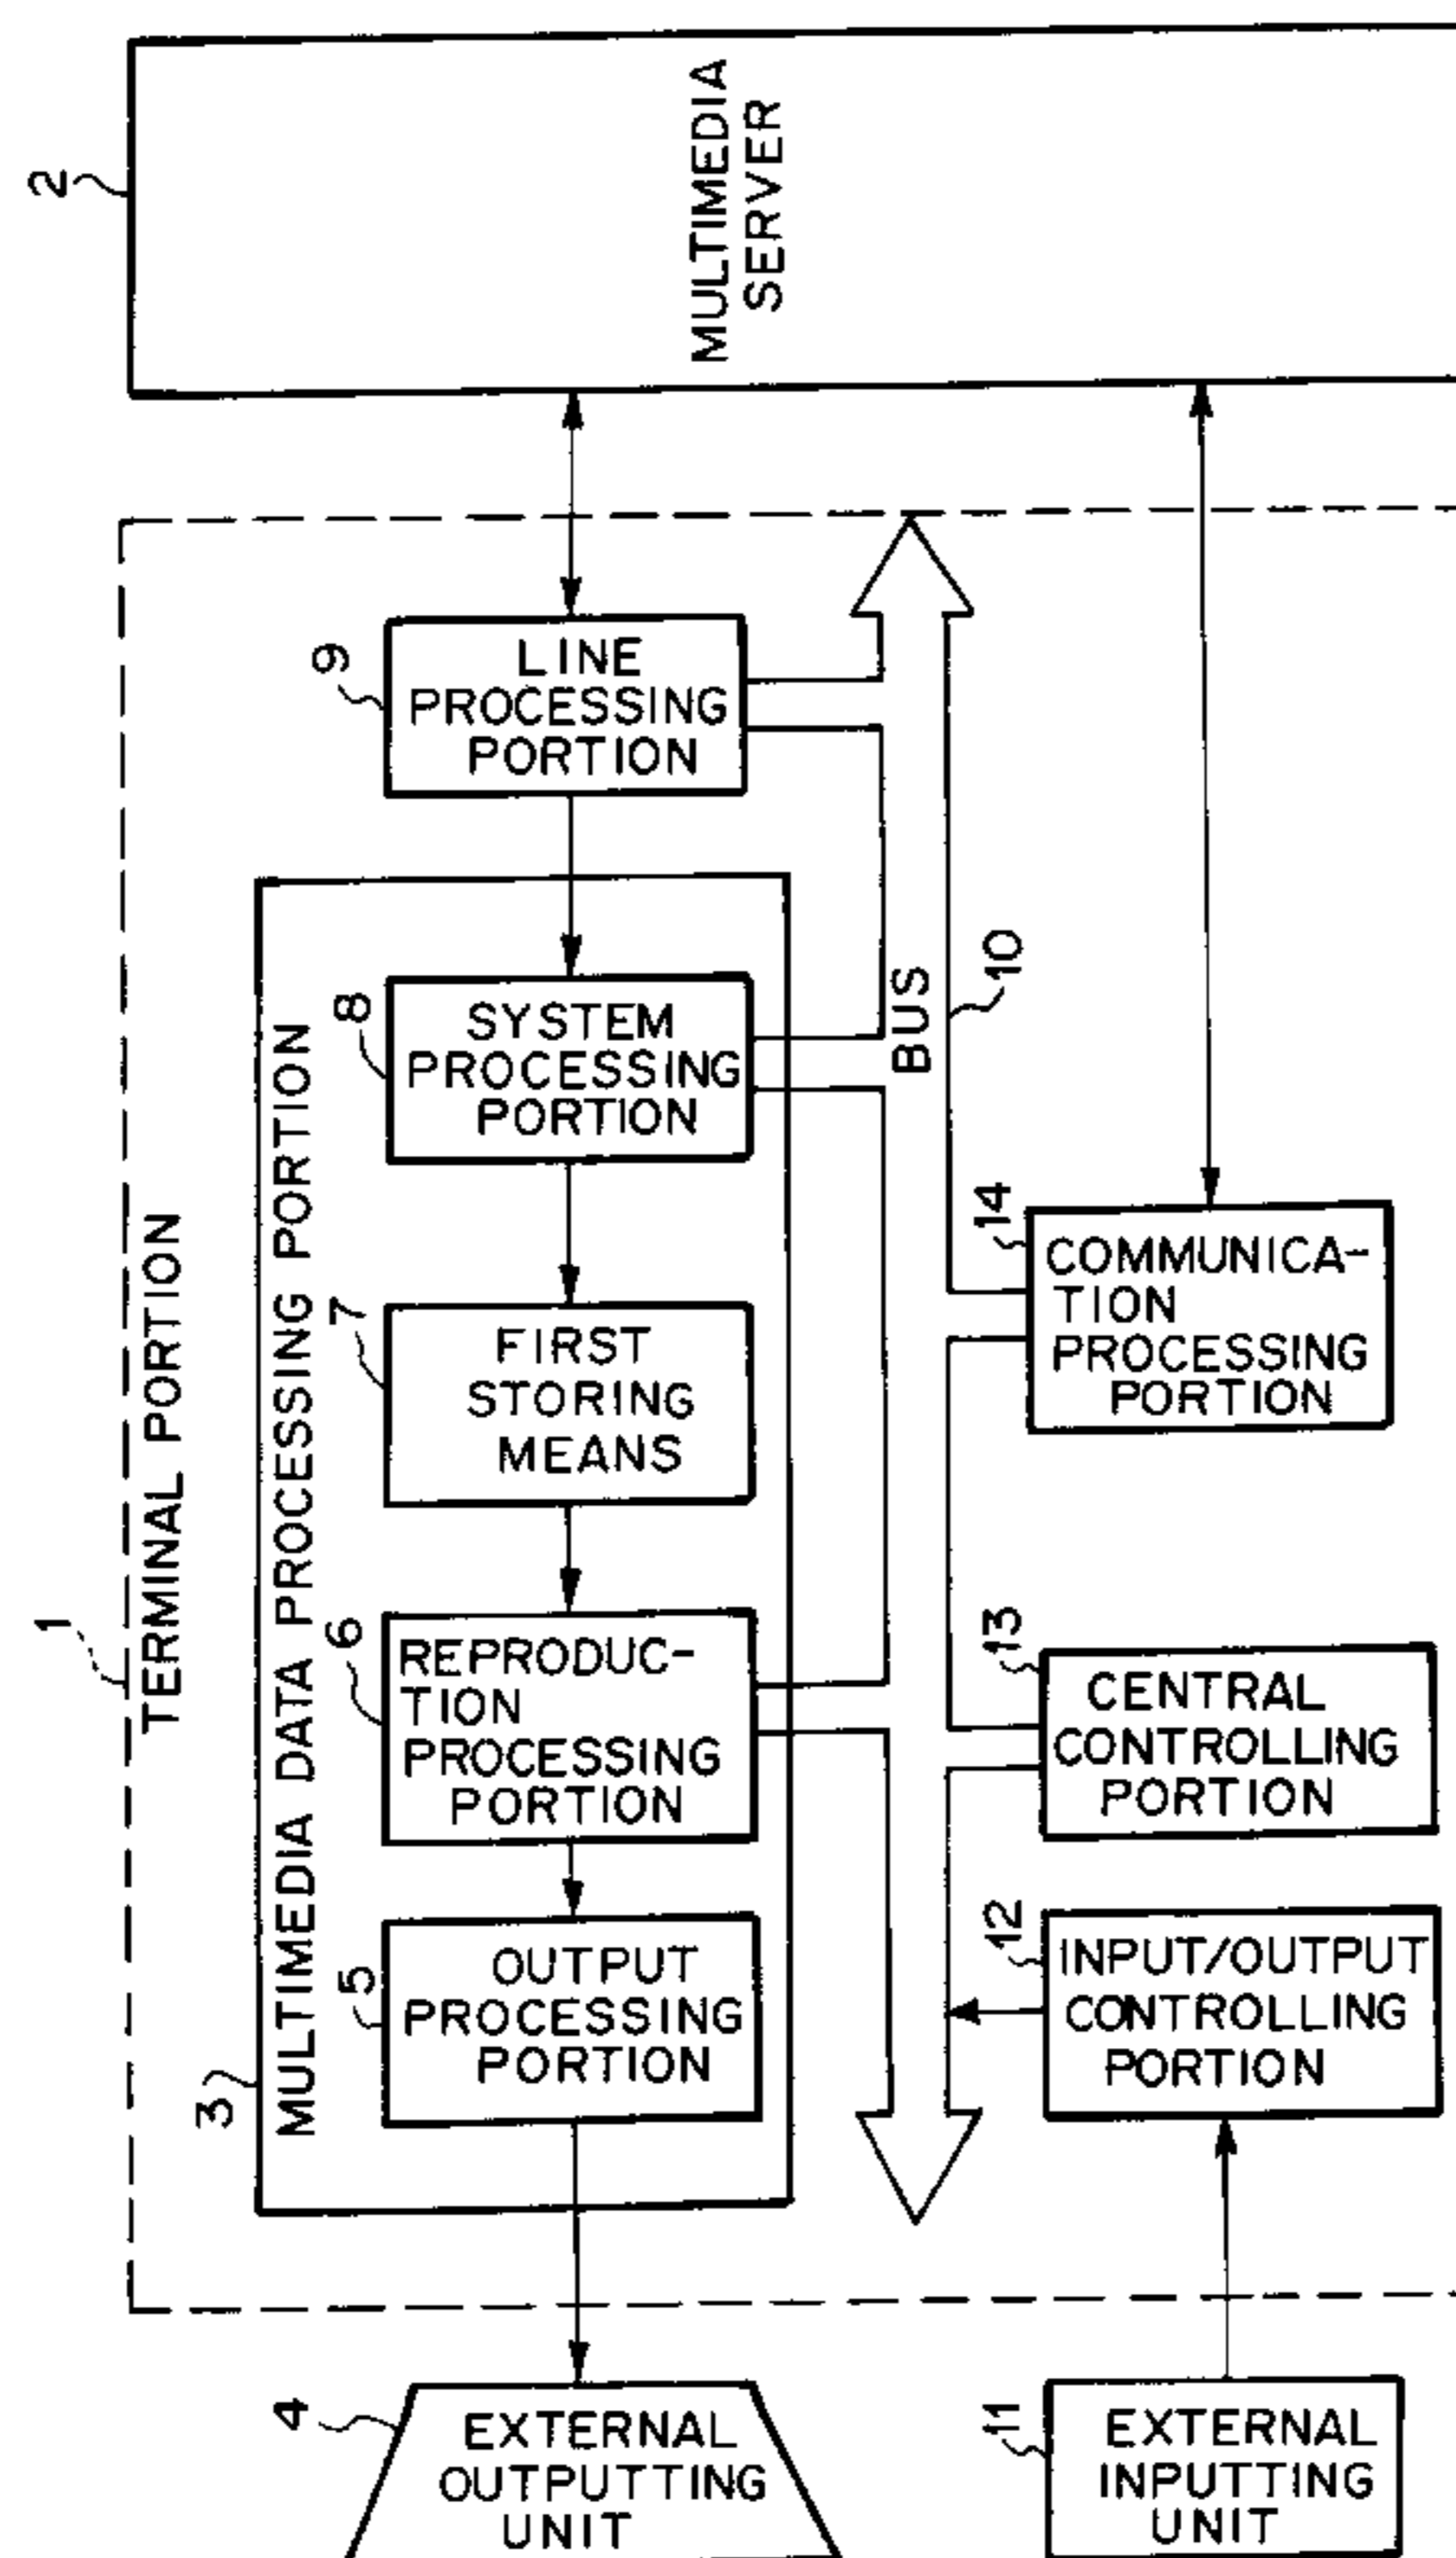 2
MULTIMEDIA
SERVER
1
TERMINAL PORTION
3
MULTIMEDIA DATA PROCESSING PORTION
9
LINE
PROCESSING
PORTION
8
SYSTEM
PROCESSING
PORTION
7
FIRST
STORING
MEANS
6
REPRODUC-
TION
PROCESSING
PORTION
5
OUTPUT
PROCESSING
PORTION
4
EXTERNAL
OUTPUTTING
UNIT
BUS
10
14
COMMUNICA-
TION
PROCESSING
PORTION
13
CENTRAL
CONTROLLING
PORTION
12
INPUT/OUTPUT
CONTROLLING
PORTION
11
EXTERNAL
INPUTTING
UNIT